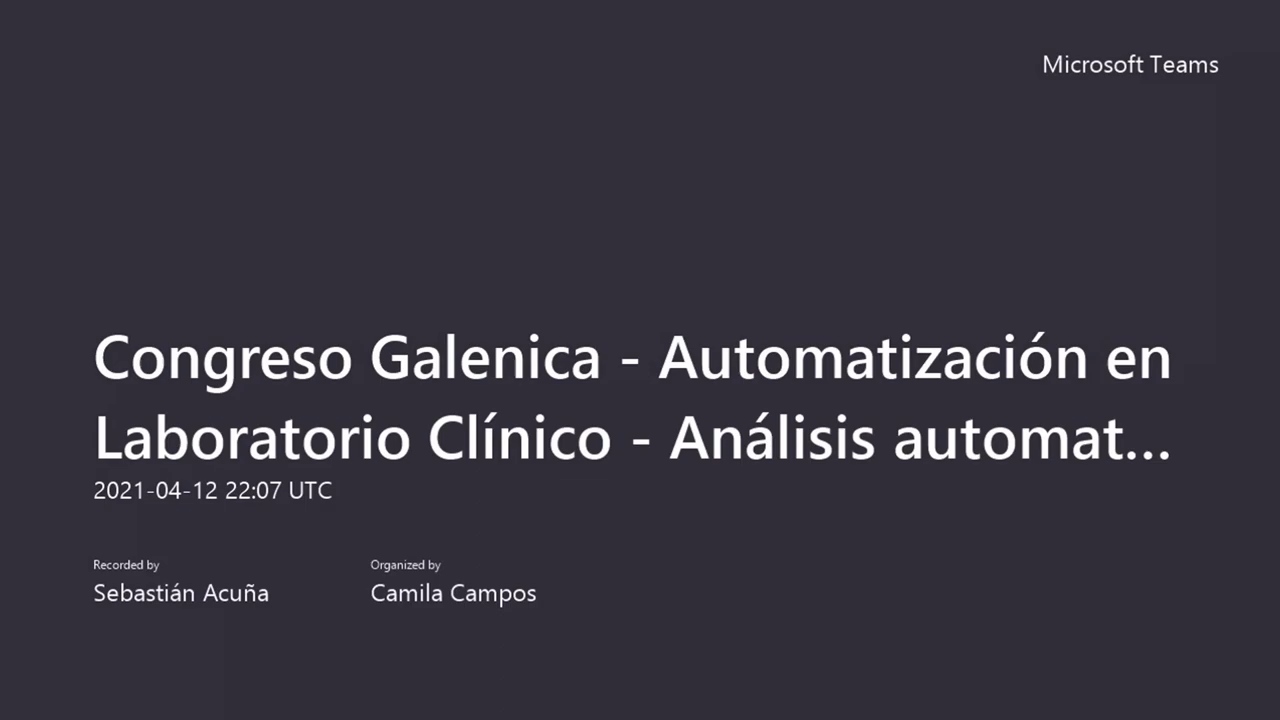 Microsoft Teams
Congreso Galenica - Automatización en
Laboratorio Clínico - Análisis automat...
2021-04-12 22:07 UTC
Recorded by
Sebastián Acuña
Organized by
Camila Campos